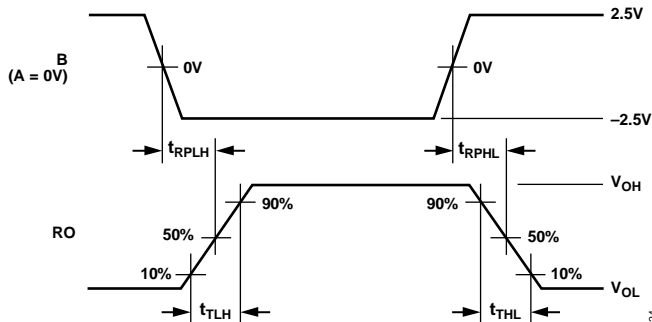 2.5V
B
(A = 0V)
0V
0V
–2.5V
tRPLH
tRPHL
VOH
90%
90%
RO
50%
50%
10%
10%
VOL
tTLH
tTHL